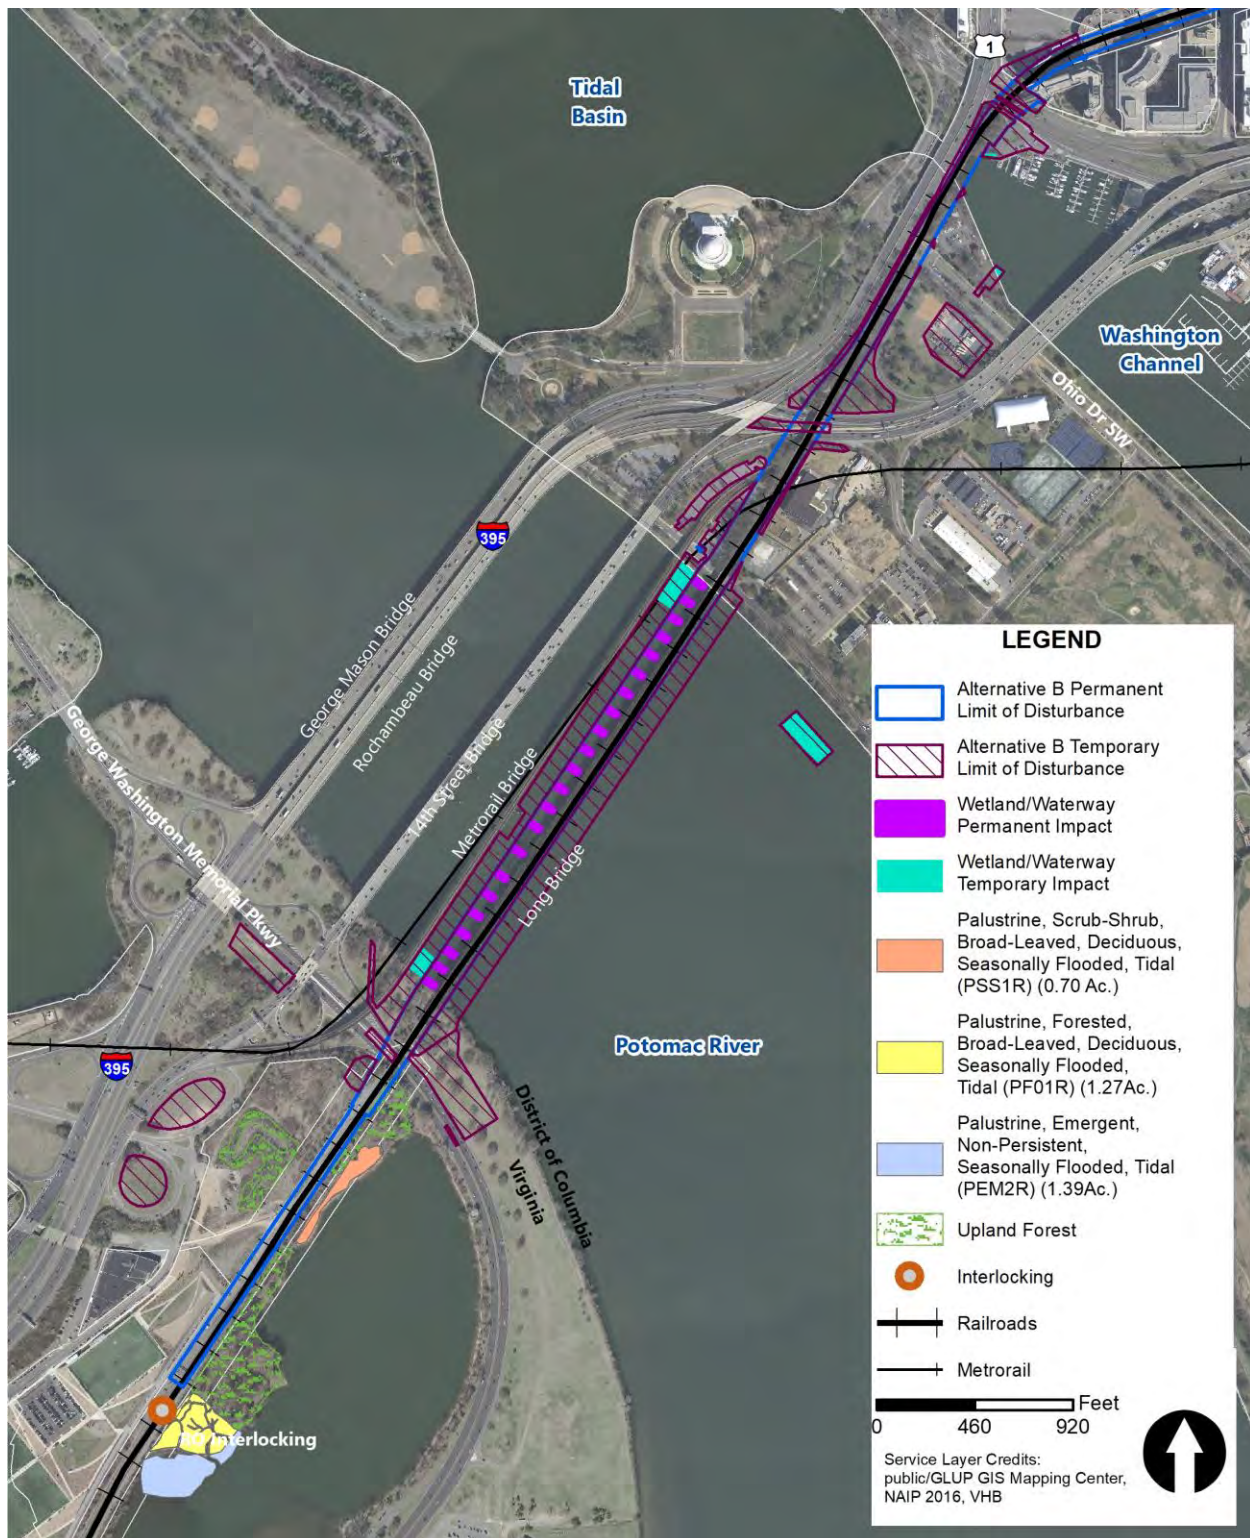 1
Tidal
Basin
Washington
Channel
Ohio Dr SW
395
George Mason Bridge
Rochambeau Bridge
14th Street Bridge
Metrorail Bridge
Long Bridge
George Washington Memorial Pkwy
Potomac River
395
District of Columbia
Virginia
RO Interlocking
LEGEND
Alternative B Permanent
Limit of Disturbance
Alternative B Temporary
Limit of Disturbance
Wetland/Waterway
Permanent Impact
Wetland/Waterway
Temporary Impact
Palustrine, Scrub-Shrub,
Broad-Leaved, Deciduous,
Seasonally Flooded, Tidal
(PSS1R) (0.70 Ac.)
Palustrine, Forested,
Broad-Leaved, Deciduous,
Seasonally Flooded,
Tidal (PF01R) (1.27Ac.)
Palustrine, Emergent,
Non-Persistent,
Seasonally Flooded, Tidal
(PEM2R) (1.39Ac.)
Upland Forest
Interlocking
Railroads
Metrorail
Feet
0 460 920
Service Layer Credits:
public/GLUP GIS Mapping Center,
NAIP 2016, VHB